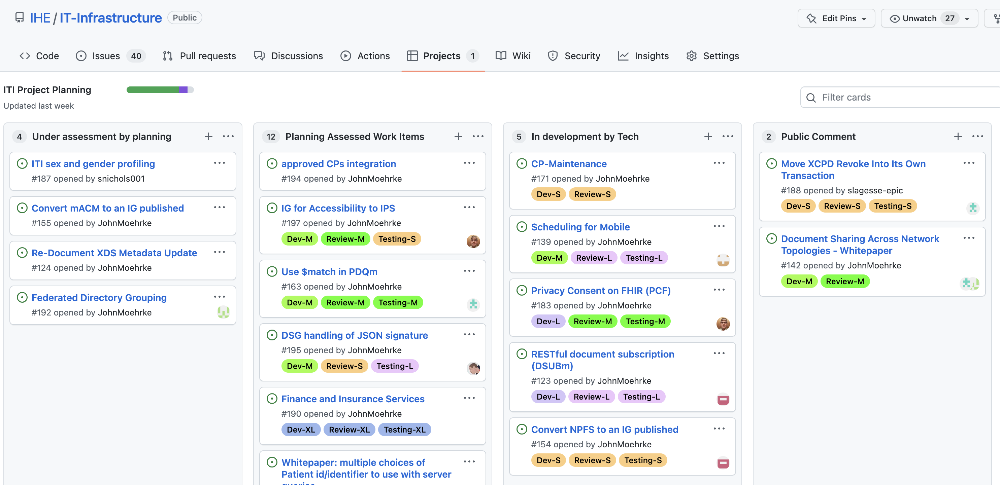 IHE / IT-Infrastructure Public
Edit Pins
Unwatch 27
Code
Issues 40
Pull requests
Discussions
Actions
Projects 1
Wiki
Security
Insights
Settings
ITI Project Planning
Updated last week
Filter cards
4 Under assessment by planning
ITI sex and gender profiling
#187 opened by snichols001
Convert mACM to an IG published
#155 opened by JohnMoehrke
Re-Document XDS Metadata Update
#124 opened by JohnMoehrke
Federated Directory Grouping
#192 opened by JohnMoehrke
12 Planning Assessed Work Items
approved CPs integration
#194 opened by JohnMoehrke
IG for Accessibility to IPS
#197 opened by JohnMoehrke
Dev-M Review-M Testing-S
Use $match in PDQm
#163 opened by JohnMoehrke
Dev-M Review-M Testing-M
DSG handling of JSON signature
#195 opened by JohnMoehrke
Dev-M Review-S Testing-L
Finance and Insurance Services
#190 opened by JohnMoehrke
Dev-XL Review-XL Testing-XL
Whitepaper: multiple choices of
Patient id/identifier to use with server
5 In development by Tech
CP-Maintenance
#171 opened by JohnMoehrke
Dev-S Review-S
Scheduling for Mobile
#139 opened by JohnMoehrke
Dev-M Review-L Testing-L
Privacy Consent on FHIR (PCF)
#183 opened by JohnMoehrke
Dev-L Review-M Testing-M
RESTful document subscription
(DSUBm)
#123 opened by JohnMoehrke
Dev-L Review-L Testing-L
Convert NPFS to an IG published
#154 opened by JohnMoehrke
Dev-S Review-S Testing-S
2 Public Comment
Move XCPD Revoke Into Its Own
Transaction
#188 opened by slagesse-epic
Dev-S Review-S Testing-S
Document Sharing Across Network
Topologies - Whitepaper
#142 opened by JohnMoehrke
Dev-M Review-M